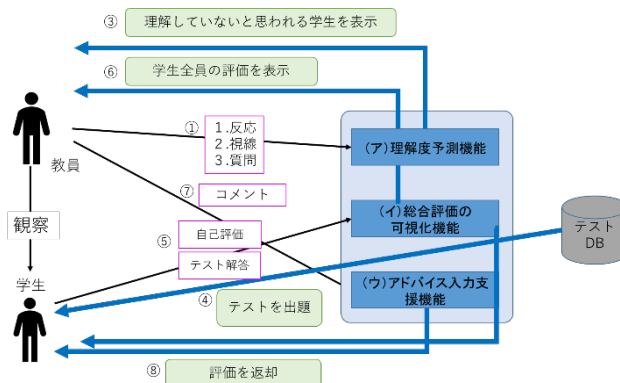 ③ 理解していないと思われる学生を表示
⑥ 学生全員の評価を表示
① 1.反応
2.視線
3.質問
(ア)理解度予測機能
教員
⑦ コメント
(イ)総合評価の
可視化機能
観察
自己評価
⑤
テスト解答
テスト
DB
学生
(ウ)アドバイス入力支
援機能
④ テストを出題
⑧ 評価を返却